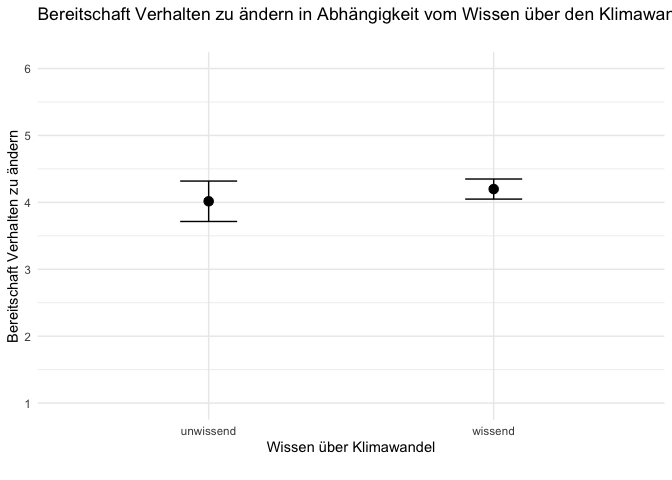 Bereitschaft Verhalten zu ändern in Abhängigkeit vom Wissen über den Klimawan
6
5
4
3
2
1
Bereitschaft Verhalten zu ändern
unwissend wissend
Wissen über Klimawandel